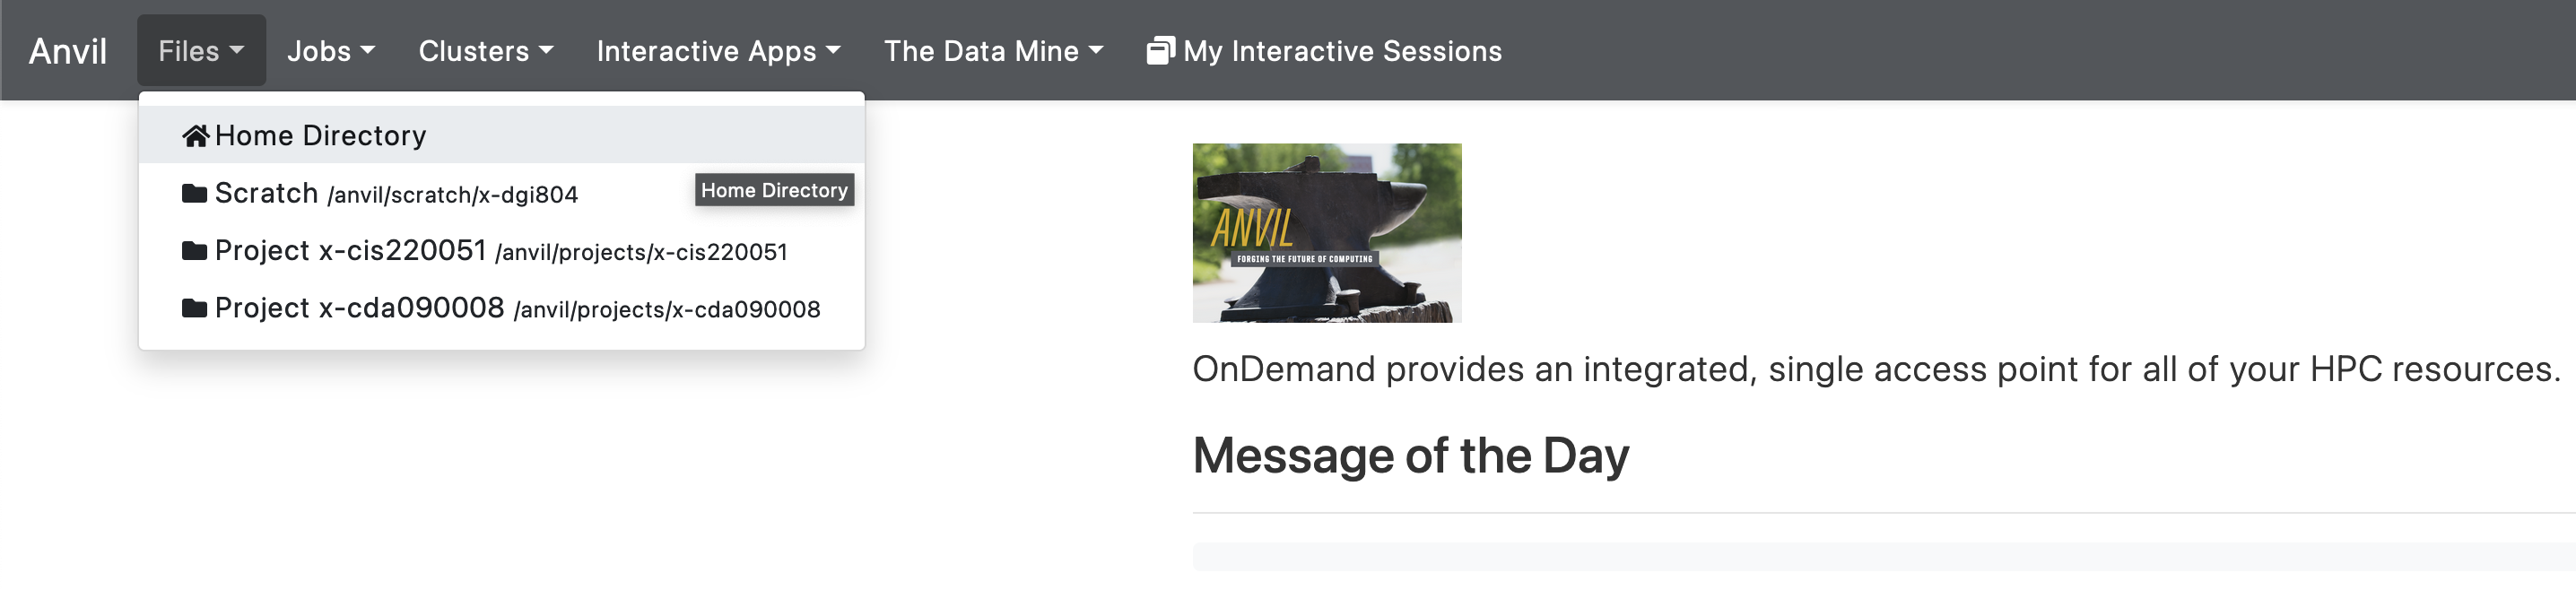 Anvil Files Jobs Clusters Interactive Apps The Data Mine My Interactive Sessions
Home Directory
Scratch /anvil/scratch/x-dgi804
Home Directory
Project x-cis220051 /anvil/projects/x-cis220051
Project x-cda090008 /anvil/projects/x-cda090008
ANVIL
FORGING THE FUTURE OF COMPUTING
OnDemand provides an integrated, single access point for all of your HPC resources.
Message of the Day